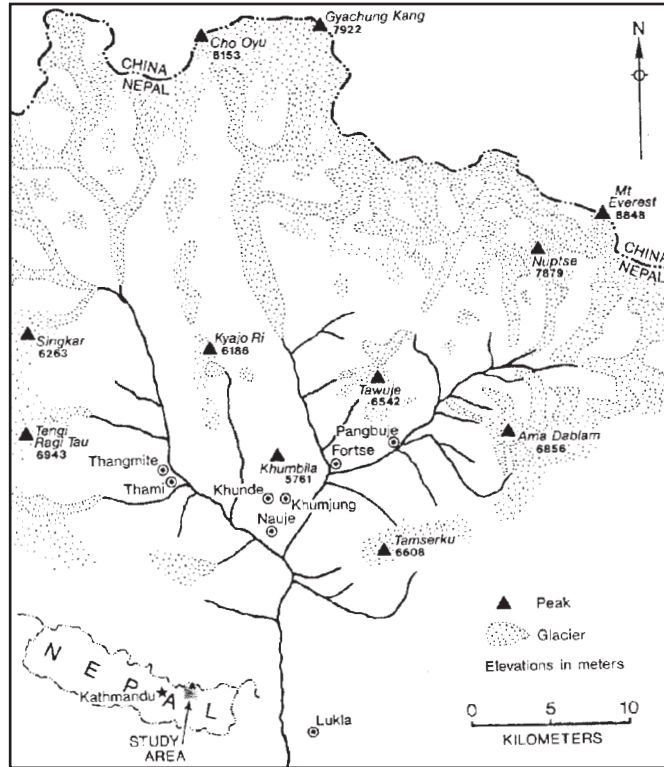 Gyachung Kang
7922
Cho Oyu
8153
N
CHINA
NEPAL
Mt
Everest
8848
CHINA
NEPAL
Nuptse
7879
Singkar
6263
Kyajo Ri
6186
Tawuje
6542
Pangbuje
Tengi
Ragi Tau
6943
Ama Dablam
6856
Fortse
Thangmite
Khumbila
5761
Thami
Khunde
Khumjung
Nauje
Tamserku
6608
Peak
Glacier
Elevations in meters
NEPAL
Kathmandu
STUDY
AREA
Lukla
0 5 10
KILOMETERS